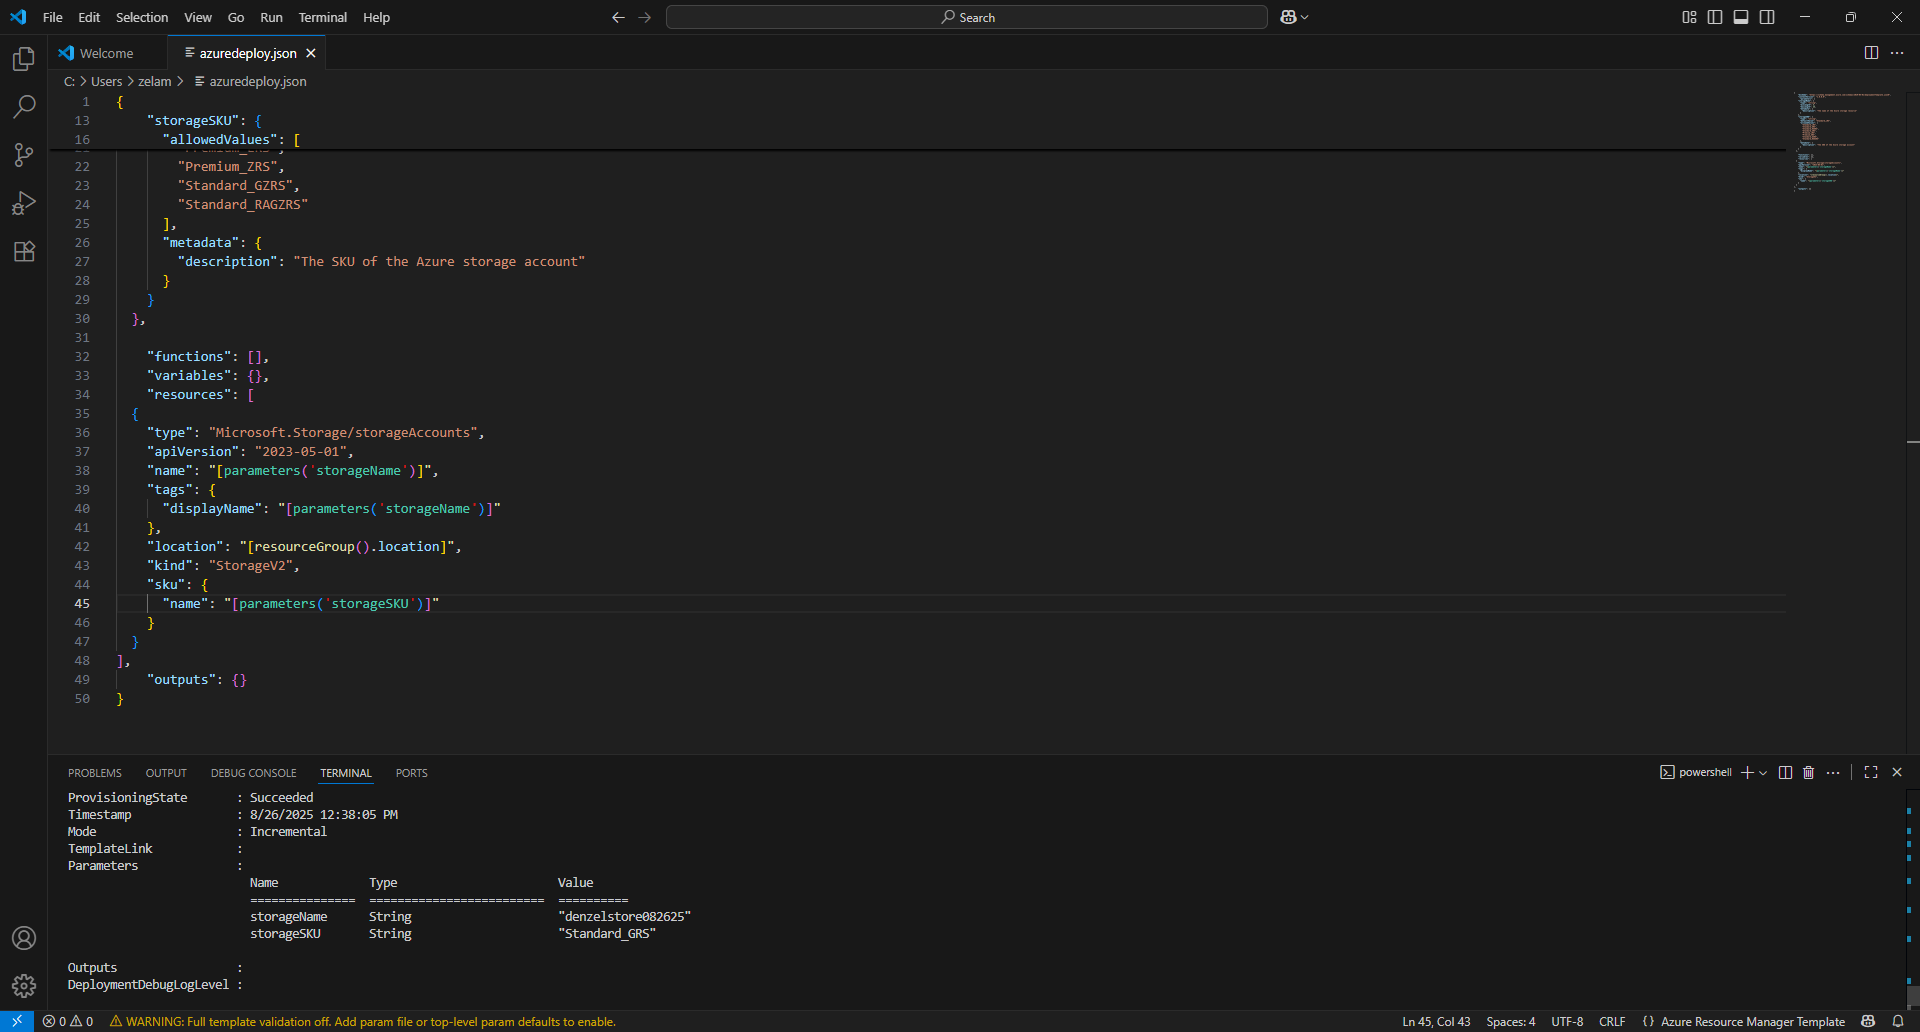 File Edit Selection View Go Run Terminal Help
Search
Welcome azuredeploy.json
C: > Users > zelam > azuredeploy.json
1 {
13 "storageSKU": {
16 "allowedValues": [
22 "Premium_ZRS",
23 "Standard_GZRS",
24 "Standard_RAGZRS"
25 ],
26 "metadata": {
27 "description": "The SKU of the Azure storage account"
28 }
29 }
30 },
31
32 "functions": [],
33 "variables": {},
34 "resources": [
35 {
36 "type": "Microsoft.Storage/storageAccounts",
37 "apiVersion": "2023-05-01",
38 "name": "[parameters('storageName')]",
39 "tags": {
40 "displayName": "[parameters('storageName')]"
41 },
42 "location": "[resourceGroup().location]",
43 "kind": "StorageV2",
44 "sku": {
45 "name": "[parameters('storageSKU')]"
46 }
47 }
48 ],
49 "outputs": {}
50 }
PROBLEMS OUTPUT DEBUG CONSOLE TERMINAL PORTS powershell
ProvisioningState : Succeeded
Timestamp : 8/26/2025 12:38:05 PM
Mode : Incremental
TemplateLink :
Parameters :
Name Type Value
=============== ========================= ==========
storageName String "denzelstore082625"
storageSKU String "Standard_GRS"
Outputs :
DeploymentDebugLogLevel :
0 0 WARNING: Full template validation off. Add param file or top-level param defaults to enable. Ln 45, Col 43 Spaces: 4 UTF-8 CRLF {} Azure Resource Manager Template